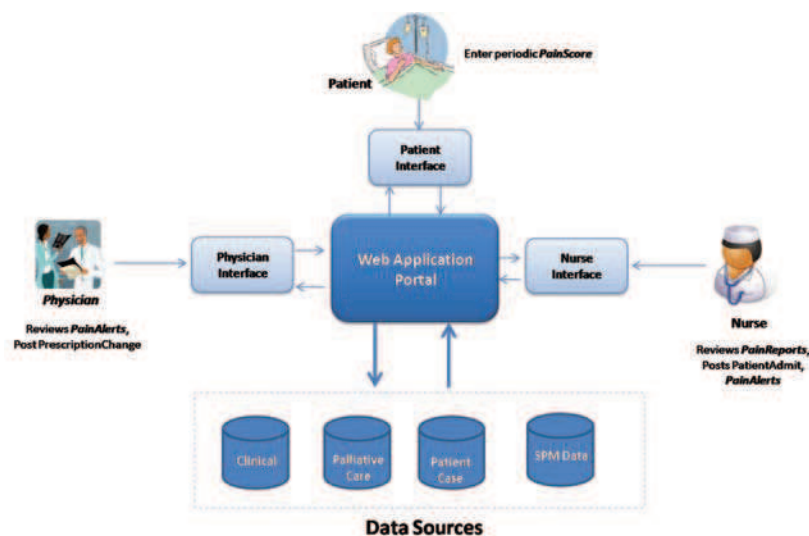 Enter periodic PainScore
Patient
Patient
Interface
Physician
Interface
Web Application
Portal
Nurse
Interface
Physician
Reviews PainAlerts,
Post PrescriptionChange
Nurse
Reviews PainReports,
Posts PatientAdmit,
PainAlerts
Clinical
Palliative
Care
Patient
Case
SPM Data
Data Sources